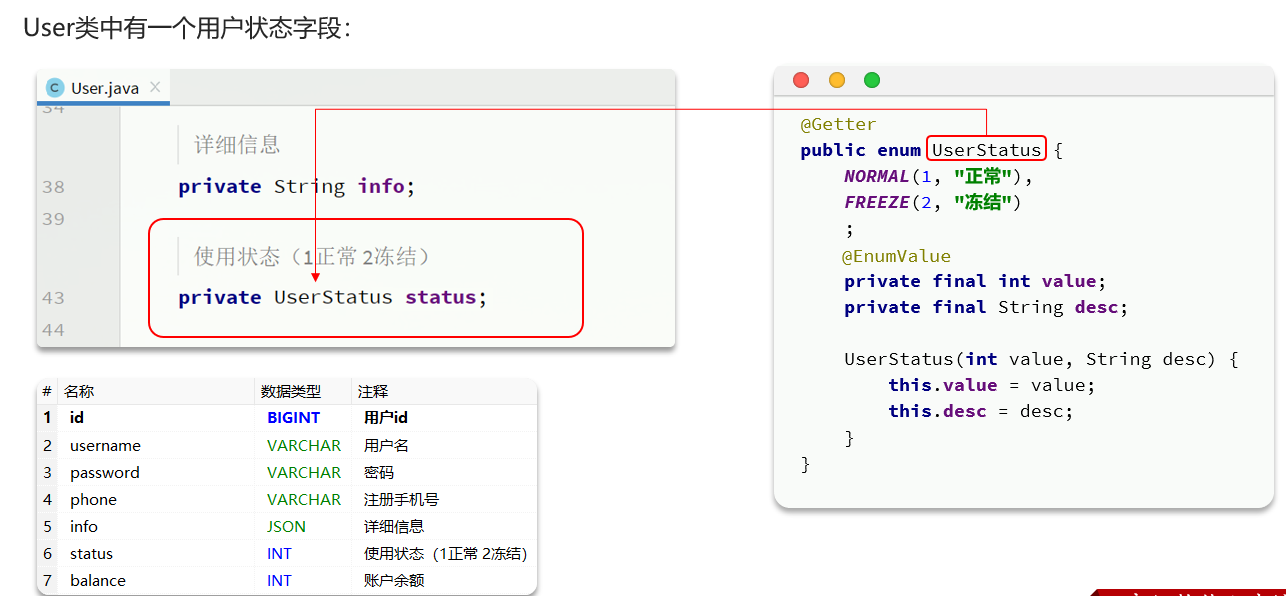 User类中有一个用户状态字段：
User.java
34
详细信息
38 private String info;
39
使用状态（1正常 2冻结）
43 private UserStatus status;
44
@Getter
public enum UserStatus {
NORMAL(1, "正常"),
FREEZE(2, "冻结")
;
@EnumValue
private final int value;
private final String desc;
UserStatus(int value, String desc) {
this.value = value;
this.desc = desc;
}
}
# 名称 数据类型 注释
1 id BIGINT 用户id
2 username VARCHAR 用户名
3 password VARCHAR 密码
4 phone VARCHAR 注册手机号
5 info JSON 详细信息
6 status INT 使用状态（1正常 2冻结）
7 balance INT 账户余额